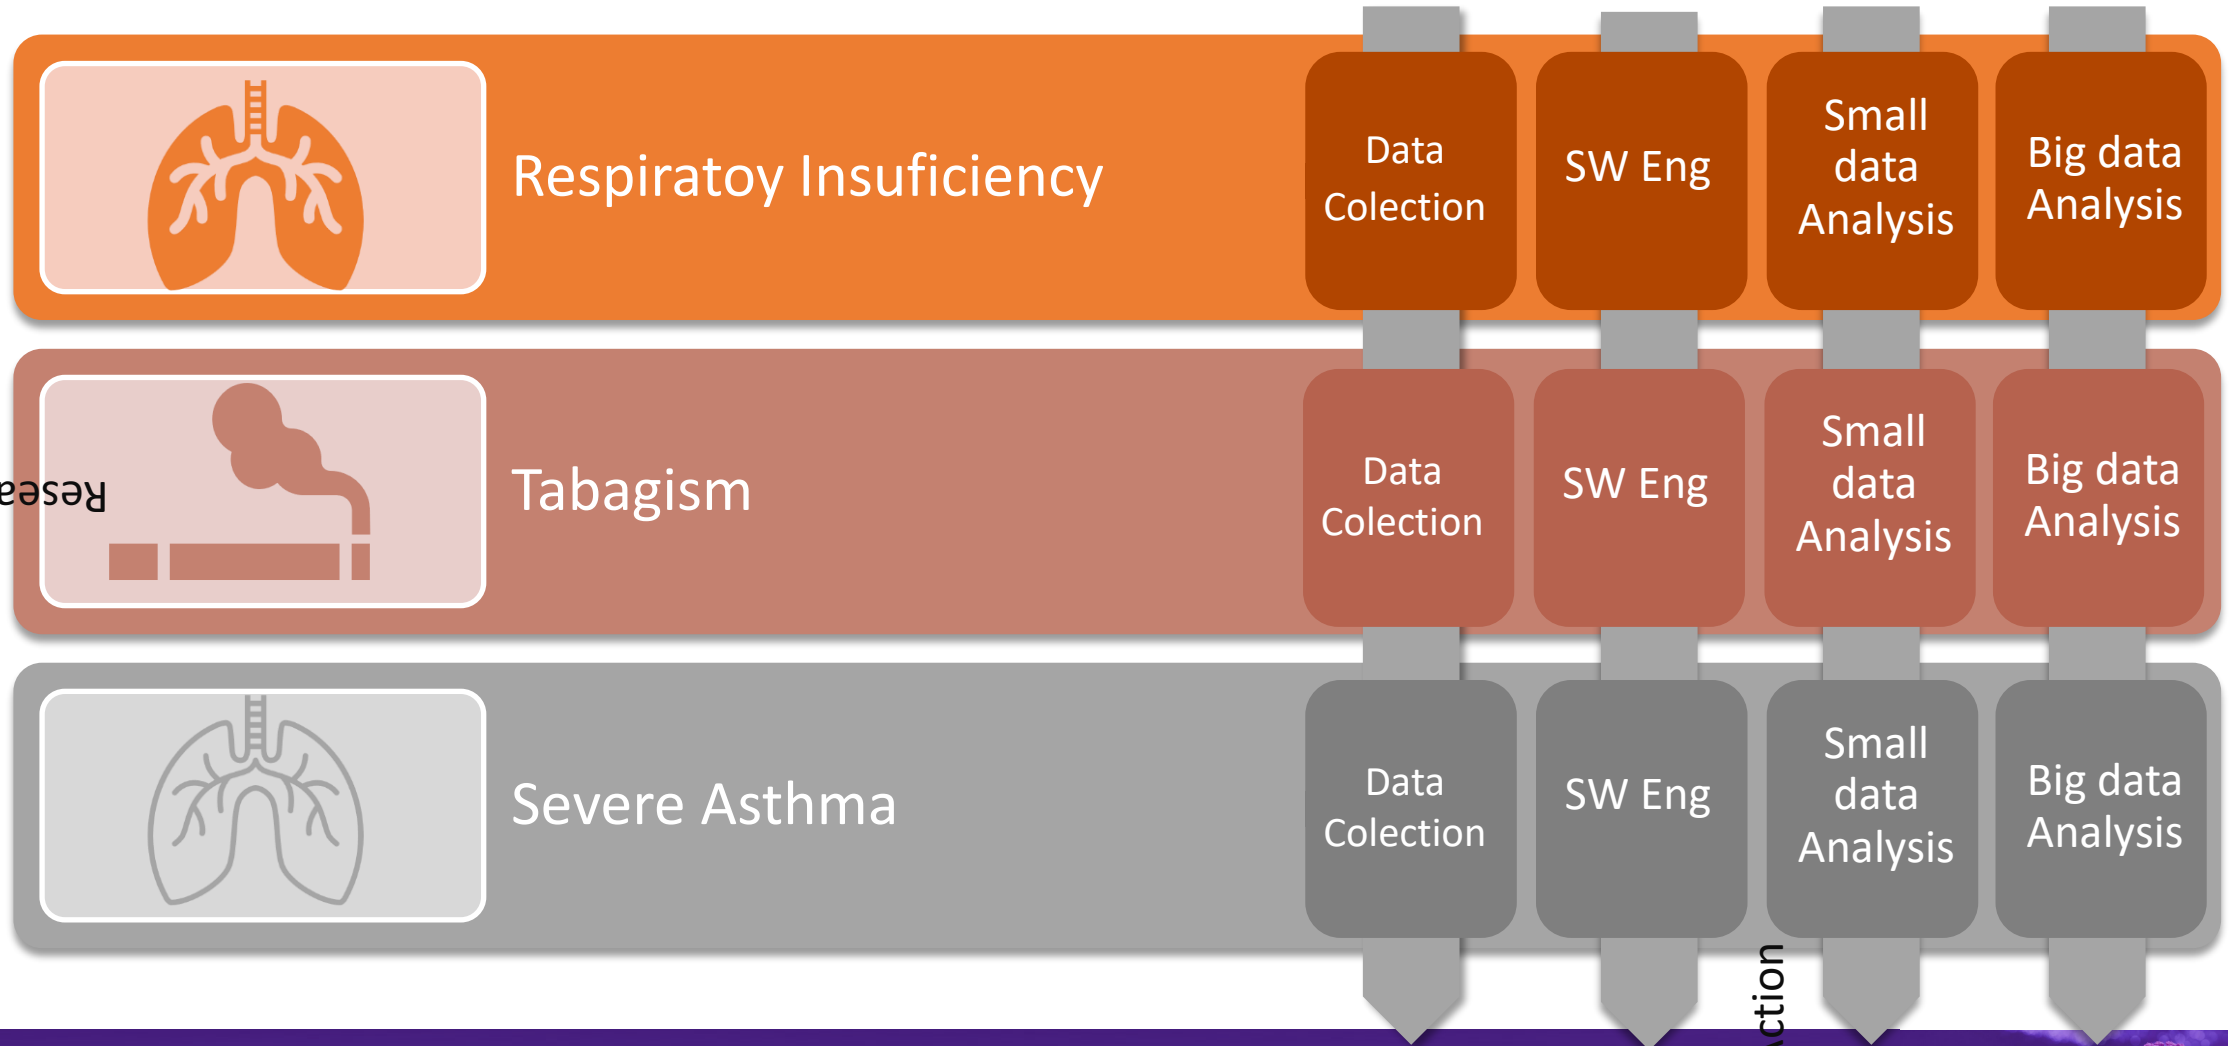 Respiratoy Insuficiency
Data
Colection
SW Eng
Small
data
Analysis
Big data
Analysis
Tabagism
Data
Colection
SW Eng
Small
data
Analysis
Big data
Analysis
Severe Asthma
Data
Colection
SW Eng
Small
data
Analysis
Big data
Analysis